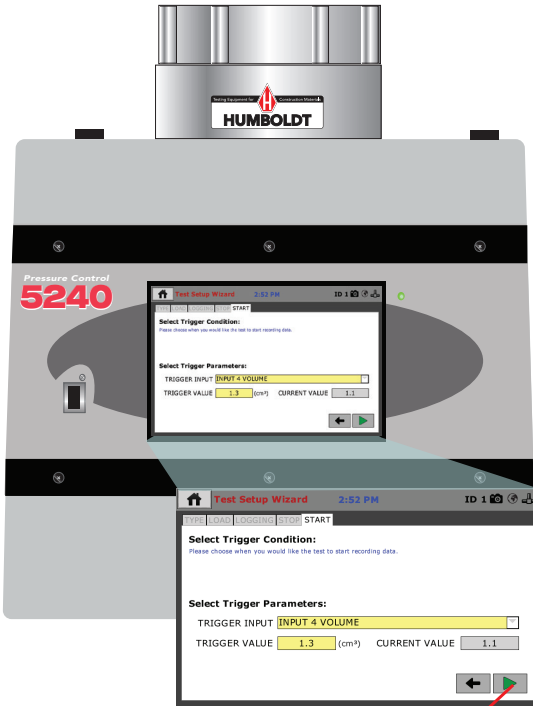 Testing Equipment for Construction Materials
HUMBOLDT
Pressure Control
5240
Test Setup Wizard 2:52 PM ID 1
TYPE LOAD LOGGING STOP START
Select Trigger Condition:
Please choose when you would like the test to start recording data.
Select Trigger Parameters:
TRIGGER INPUT INPUT 4 VOLUME
TRIGGER VALUE 1.3 (cm³) CURRENT VALUE 1.1
Test Setup Wizard 2:52 PM ID 1
TYPE LOAD LOGGING STOP START
Select Trigger Condition:
Please choose when you would like the test to start recording data.
Select Trigger Parameters:
TRIGGER INPUT INPUT 4 VOLUME
TRIGGER VALUE 1.3 (cm³) CURRENT VALUE 1.1